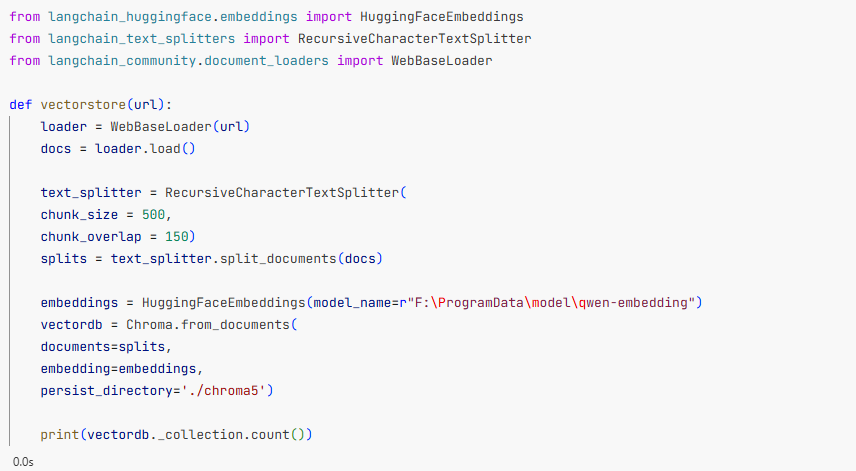 from langchain_huggingface.embeddings import HuggingFaceEmbeddings
from langchain_text_splitters import RecursiveCharacterTextSplitter
from langchain_community.document_loaders import WebBaseLoader

def vectorstore(url):
    loader = WebBaseLoader(url)
    docs = loader.load()

    text_splitter = RecursiveCharacterTextSplitter(
    chunk_size = 500,
    chunk_overlap = 150)
    splits = text_splitter.split_documents(docs)

    embeddings = HuggingFaceEmbeddings(model_name=r"F:\ProgramData\model\qwen-embedding")
    vectordb = Chroma.from_documents(
    documents=splits,
    embedding=embeddings,
    persist_directory='./chroma5')

    print(vectordb._collection.count())
0.0s